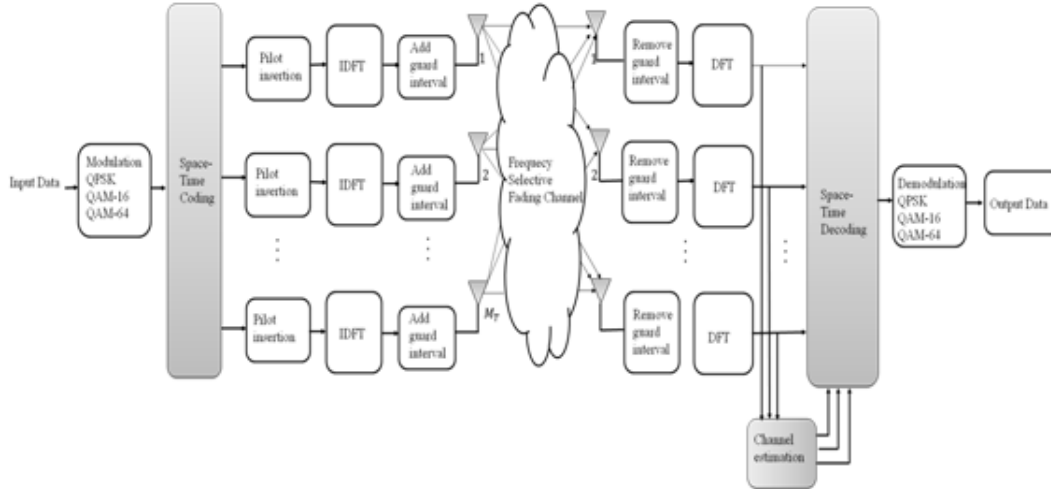 Input Data
Modulation
QPSK
QAM-16
QAM-64
Space-
Time
Coding
Pilot
insertion
IDFT
Add
guard
interval
1
Pilot
insertion
IDFT
Add
guard
interval
2
Pilot
insertion
IDFT
Add
guard
interval
M_T
Frequecy
Selective
Fading Channel
1
Remove
guard
interval
DFT
2
Remove
guard
interval
DFT
Remove
guard
interval
DFT
Space-
Time
Decoding
Channel
estimation
Demodulation
QPSK
QAM-16
QAM-64
Output Data